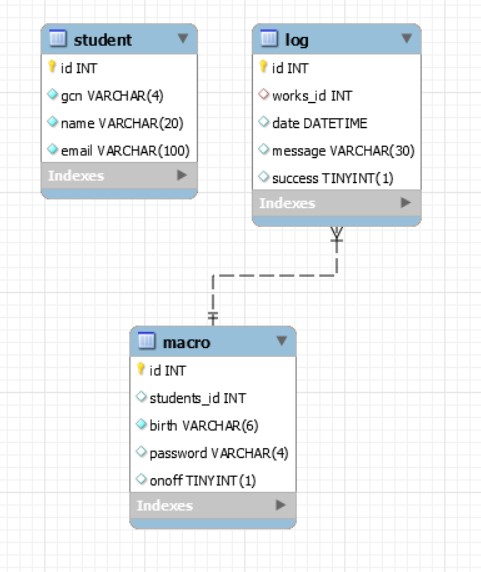 student
id INT
gcn VARCHAR(4)
name VARCHAR(20)
email VARCHAR(100)
Indexes
log
id INT
works_id INT
date DATETIME
message VARCHAR(30)
success TINYINT(1)
Indexes
macro
id INT
students_id INT
birth VARCHAR(6)
password VARCHAR(4)
onoff TINYINT(1)
Indexes